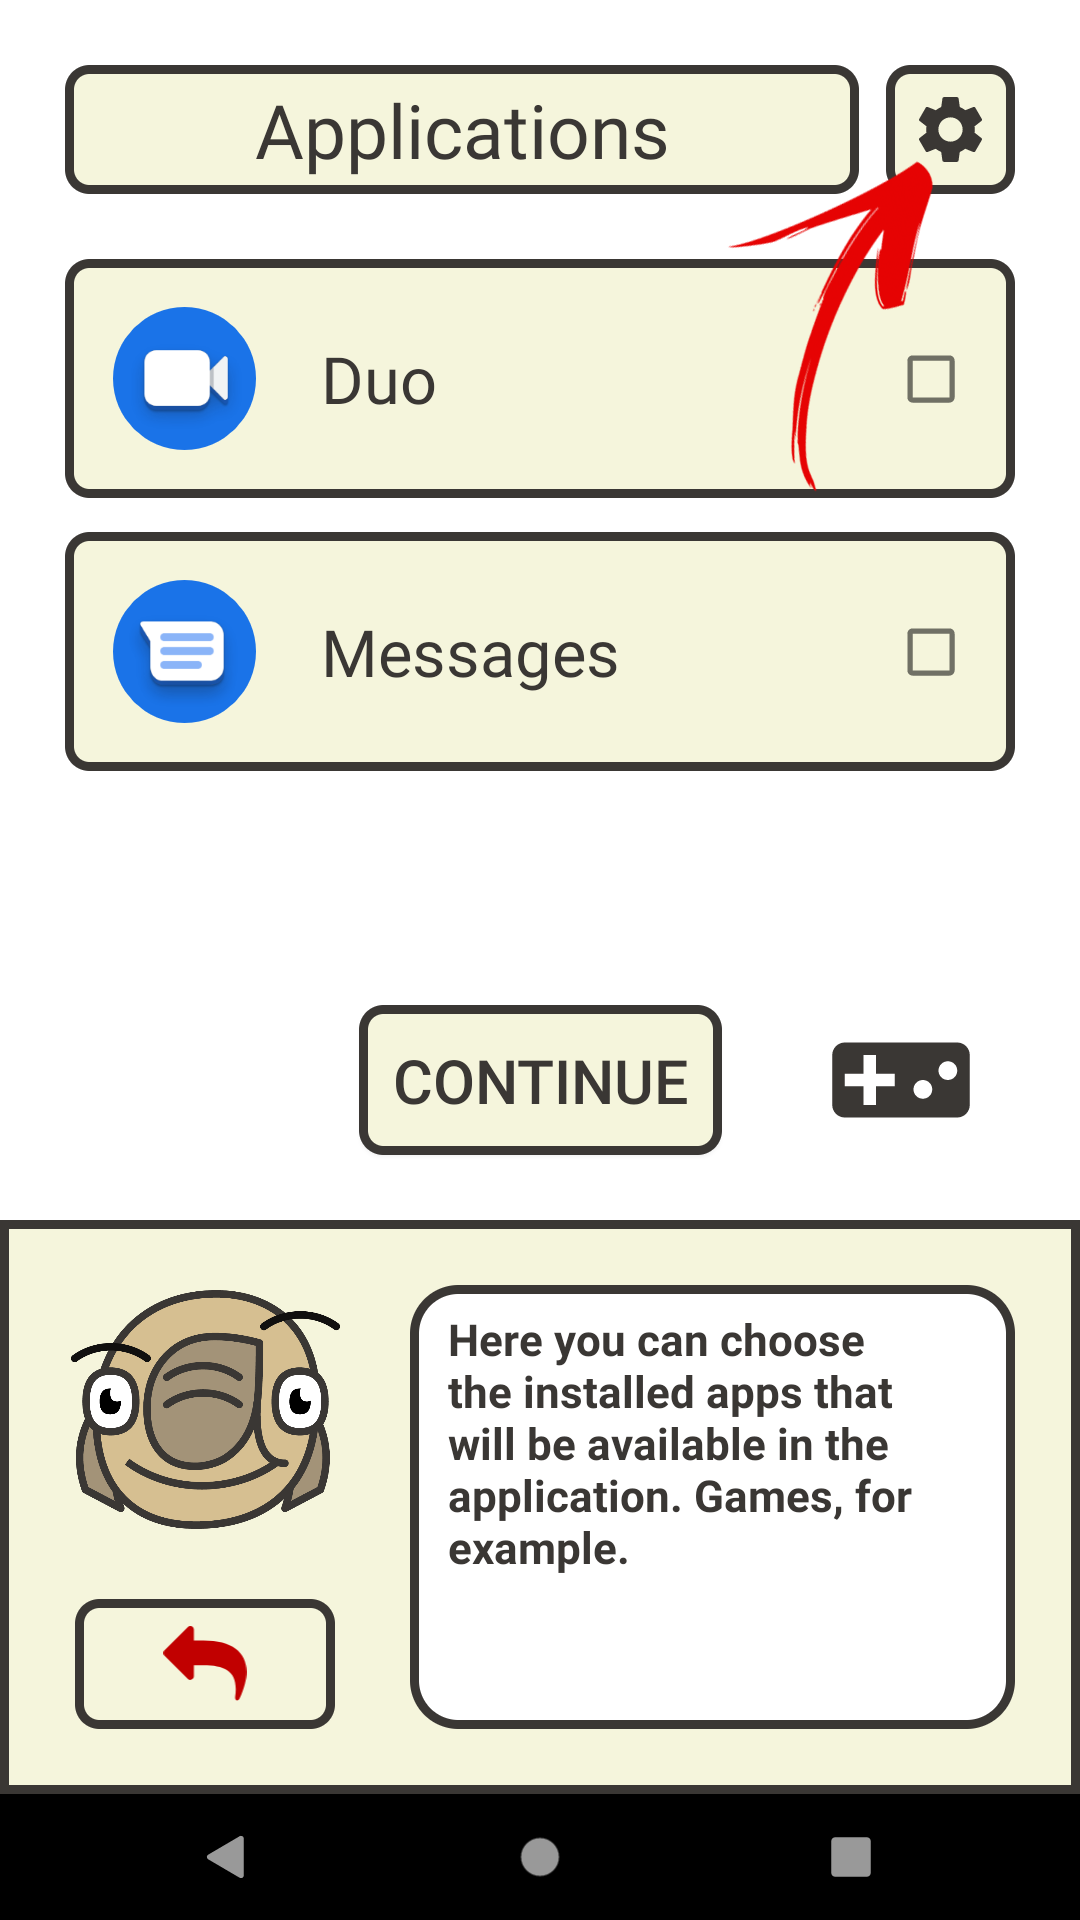 Applications
Duo
Messages
CONTINUE
Here you can choose
the installed apps that
will be available in the
application. Games, for
example.